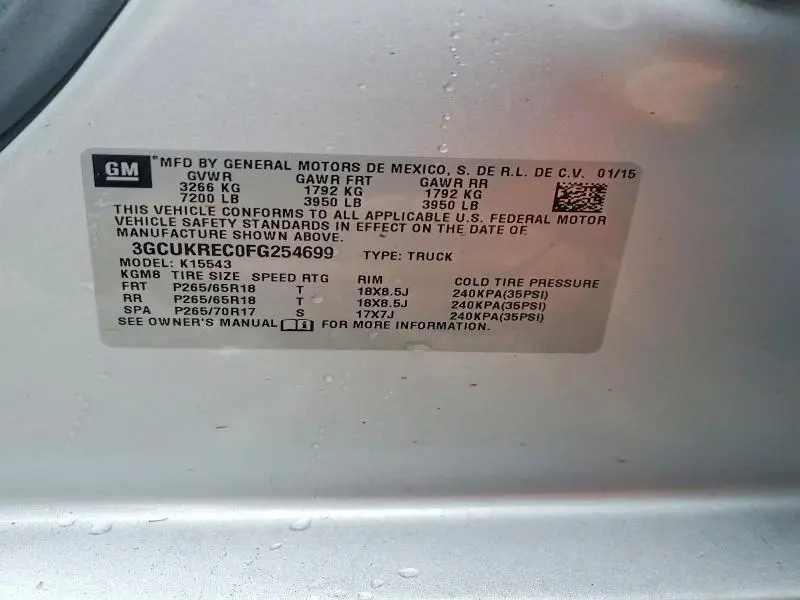 GM "MFD BY GENERAL MOTORS DE MEXICO, S. DE R.L. DE C.V. 01/15
GVWR GAWR FRT GAWR RR
3266 KG 1792 KG 1792 KG
7200 LB 3950 LB 3950 LB
THIS VEHICLE CONFORMS TO ALL APPLICABLE U.S. FEDERAL MOTOR
VEHICLE SAFETY STANDARDS IN EFFECT ON THE DATE OF
MANUFACTURE SHOWN ABOVE.
3GCUKREC0FG254699 TYPE: TRUCK
MODEL: K15543
KGM8 TIRE SIZE SPEED RTG RIM COLD TIRE PRESSURE
FRT P265/65R18 T 18X8.5J 240KPA(35PSI)
RR P265/65R18 T 18X8.5J 240KPA(35PSI)
SPA P265/70R17 S 17X7J 240KPA(35PSI)
SEE OWNER'S MANUAL FOR MORE INFORMATION.